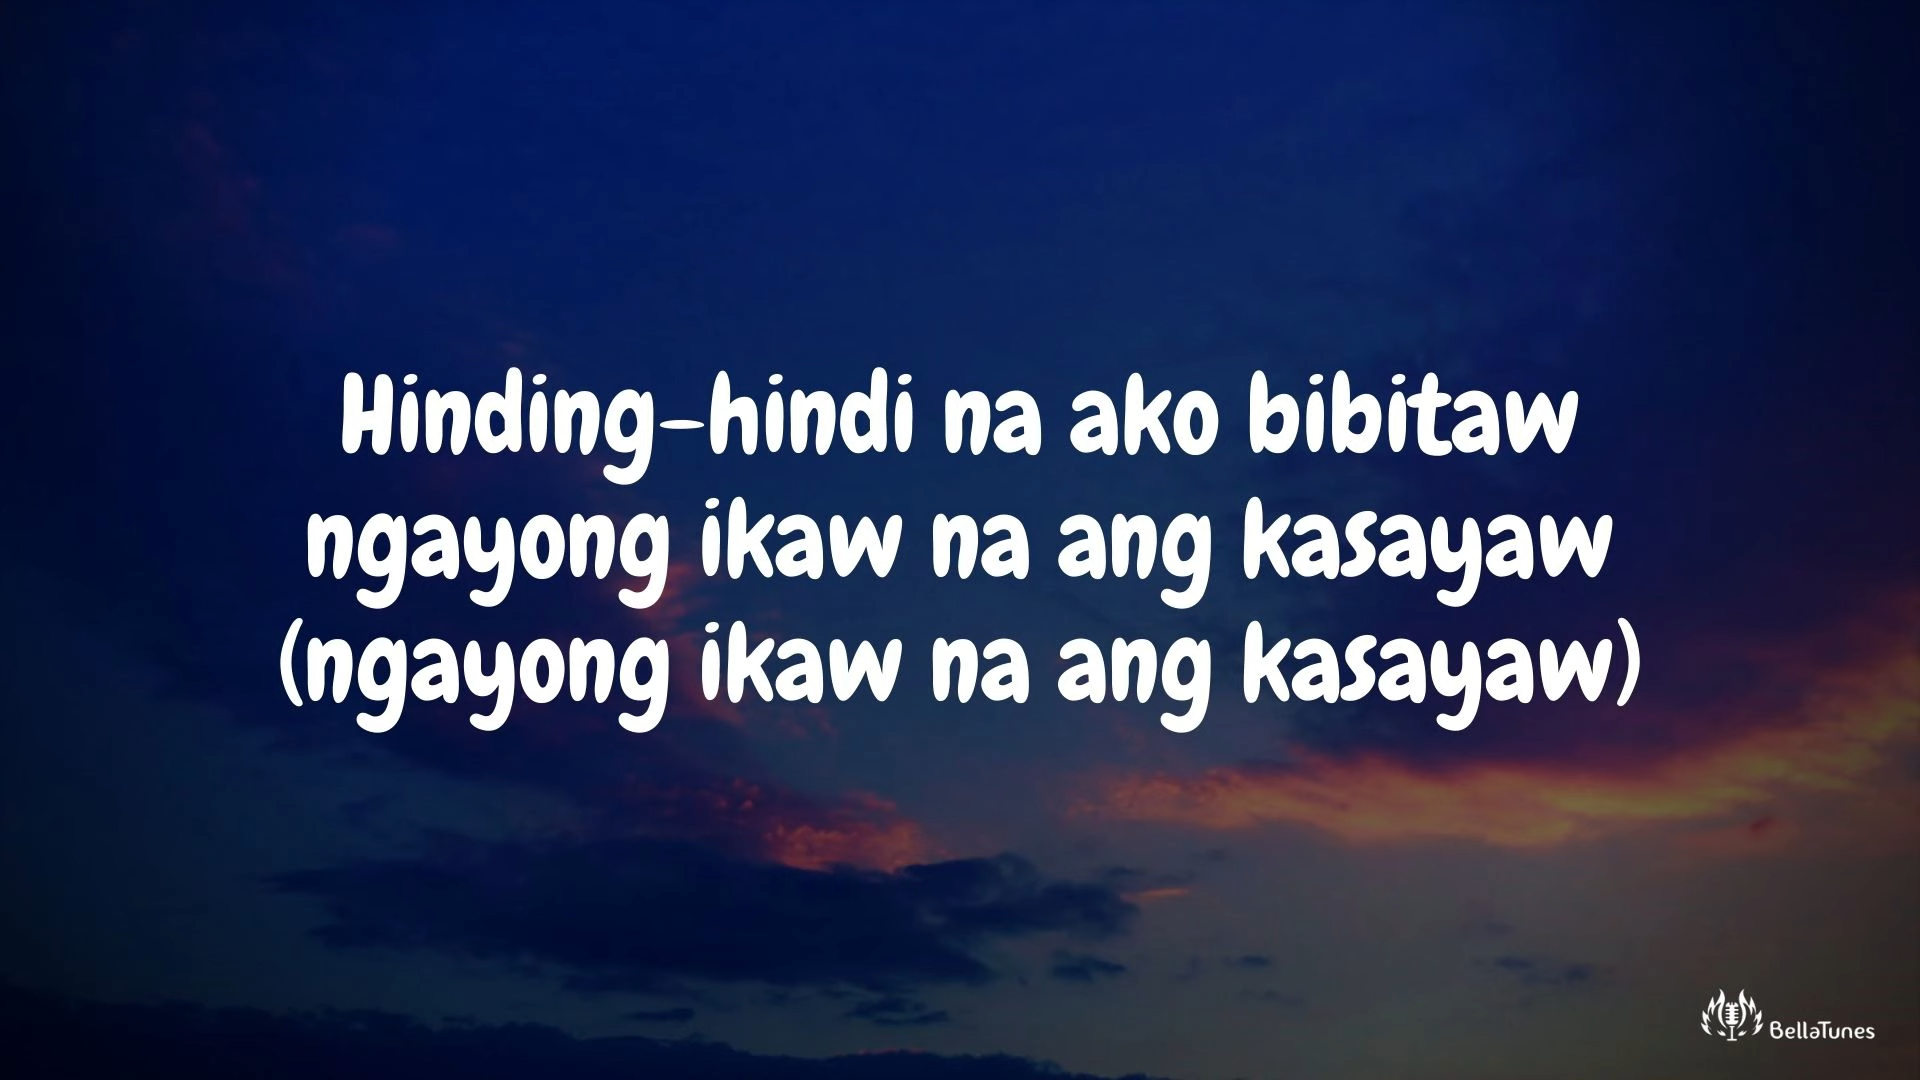 Hinding-hindi na ako bibitaw
ngayong ikaw na ang kasayaw
(ngayong ikaw na ang kasayaw)
BellaTunes